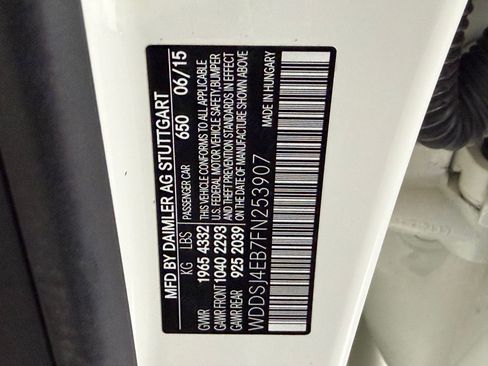 MFD BY DAIMLER AG STUTTGART
KG LBS PASSENGER CAR 650 06/15
GVWR 1965 4332 THIS VEHICLE CONFORMS TO ALL APPLICABLE
GAWR FRONT 1040 2293 U.S. FEDERAL MOTOR VEHICLE SAFETY, BUMPER
GAWR REAR 925 2039 AND THEFT PREVENTION STANDARDS IN EFFECT
ON THE DATE OF MANUFACTURE SHOWN ABOVE
WDDSJ4EB7FN253907 MADE IN HUNGARY